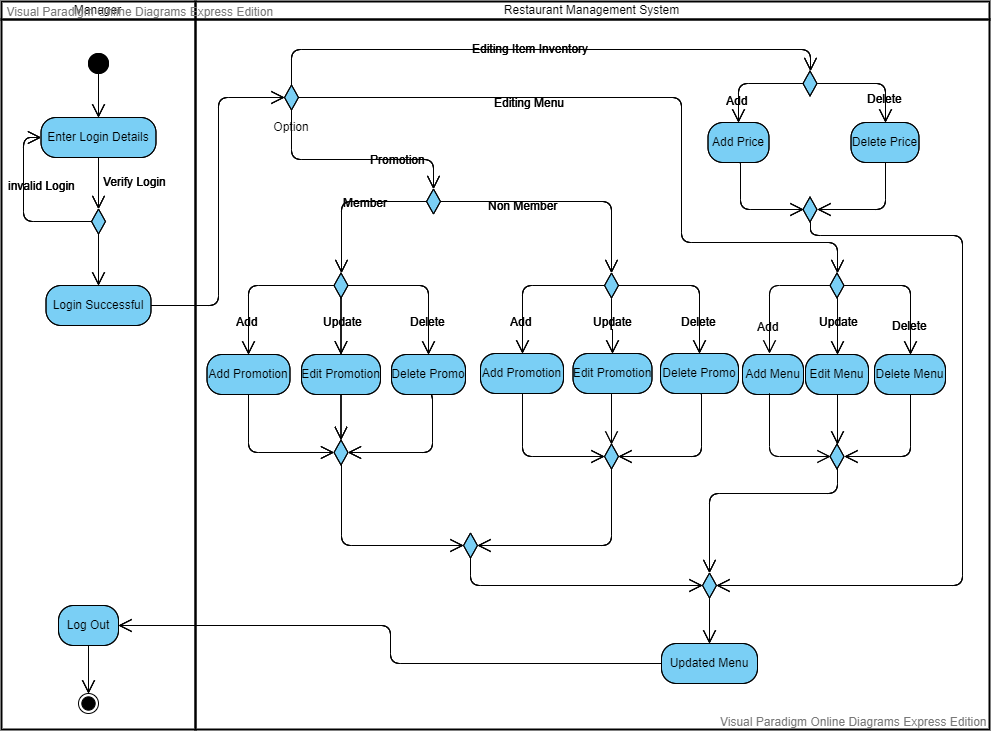 Visual Paradigm Online Diagrams Express Edition
Manager
Restaurant Management System
Editing Item Inventory
Editing Menu
Option
Add
Delete
Add Price
Delete Price
Enter Login Details
invalid Login
Verify Login
Promotion
Member
Non Member
Login Successful
Add
Update
Delete
Add
Update
Delete
Add
Update
Delete
Add Promotion
Edit Promotion
Delete Promo
Add Promotion
Edit Promotion
Delete Promo
Add Menu
Edit Menu
Delete Menu
Log Out
Updated Menu
Visual Paradigm Online Diagrams Express Edition